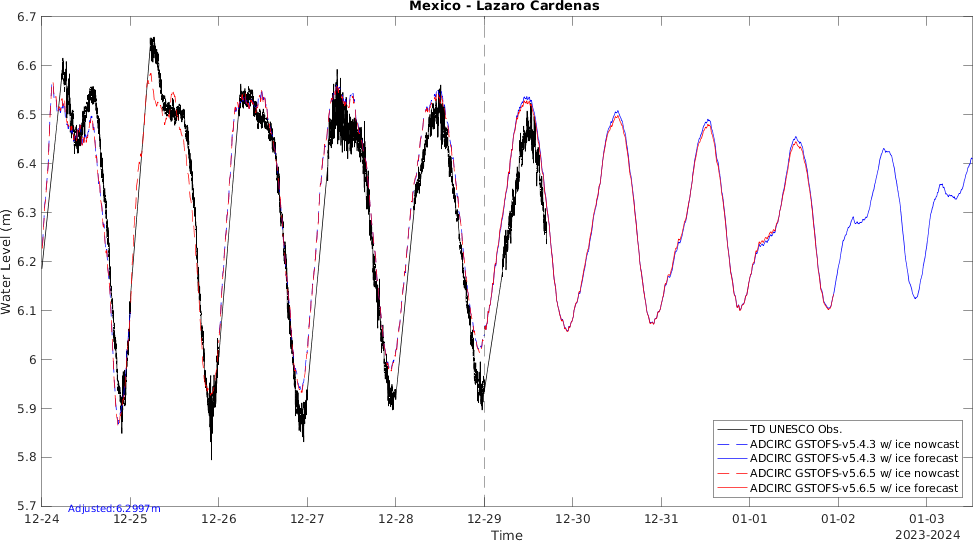 Mexico - Lazaro Cardenas
Water Level (m)
6.7
6.6
6.5
6.4
6.3
6.2
6.1
6
5.9
5.8
5.7
Adjusted:6.2997m
TD UNESCO Obs.
ADCIRC GSTOFS-v5.4.3 w/ ice nowcast
ADCIRC GSTOFS-v5.4.3 w/ ice forecast
ADCIRC GSTOFS-v5.6.5 w/ ice nowcast
ADCIRC GSTOFS-v5.6.5 w/ ice forecast
12-24 12-25 12-26 12-27 12-28 12-29 12-30 12-31 01-01 01-02 01-03
Time
2023-2024